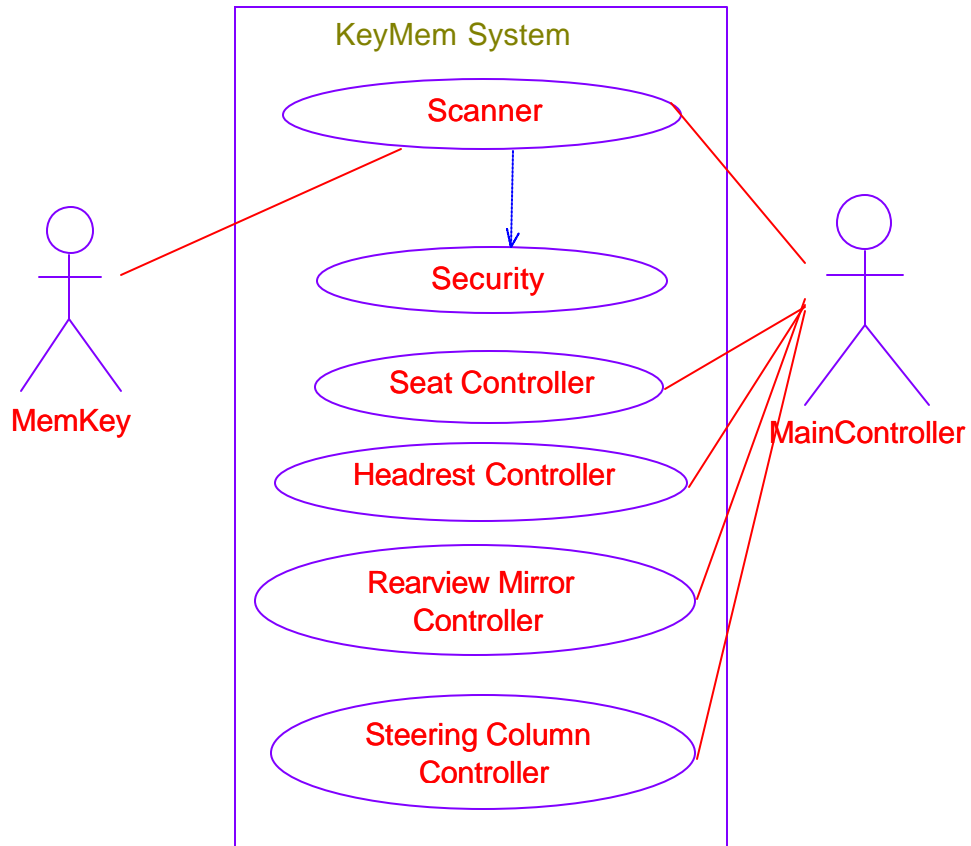 KeyMem System
Scanner
Security
Seat Controller
MemKey
MainController
Headrest Controller
Rearview Mirror
Controller
Steering Column
Controller